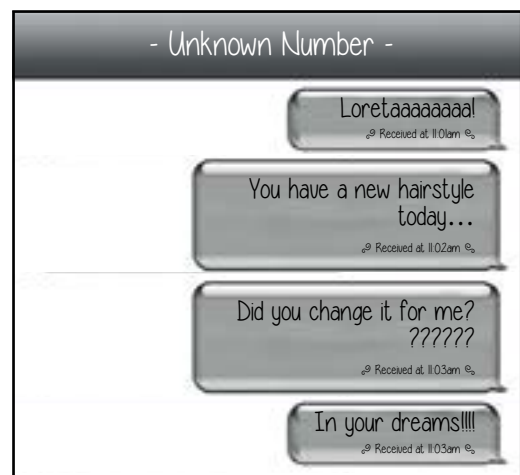 - Unknown Number -
Loretaaaaaaaa!
Received at 11:01am
You have a new hairstyle
today...
Received at 11:02am
Did you change it for me?
??????
Received at 11:03am
In your dreams!!!!
Received at 11:03am